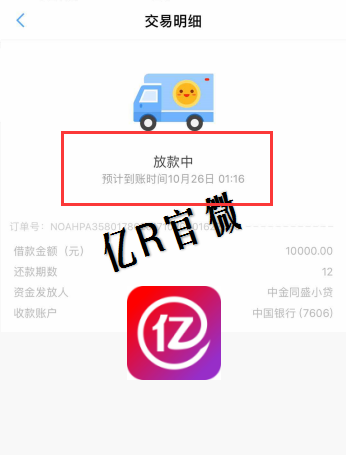 交易明细
放款中
预计到账时间10月26日 01:16
订单号：
亿R官微
借款金额（元） 10000.00
还款期数 12
资金发放人 中金同盛小贷
收款账户 中国银行 (7606)
亿